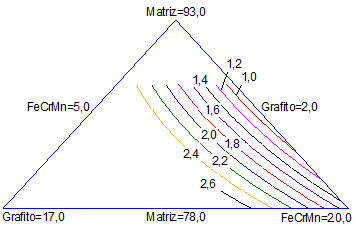 Matriz=93,0
1,2
1,0
1,4
FeCrMn=5,0
1,6
Grafito=2,0
2,0
1,8
2,4
2,2
2,6
Grafito=17,0
Matriz=78,0
FeCrMn=20,0